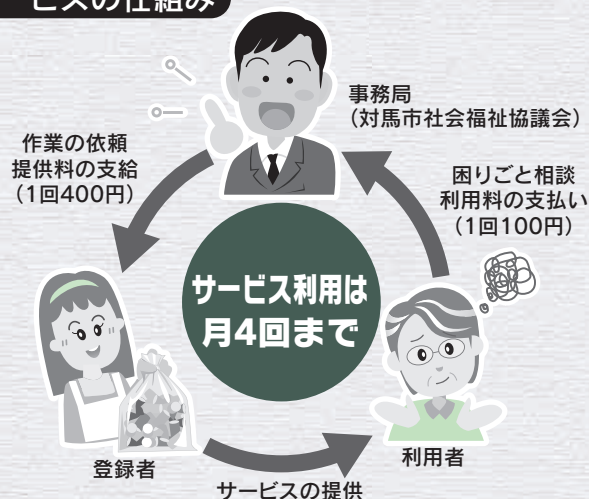 ビスの仕組み
事務局
（対馬市社会福祉協議会）
作業の依頼
提供料の支給
（1回400円）
困りごと相談
利用料の支払い
（1回100円）
サービス利用は
月4回まで
登録者
利用者
サービスの提供